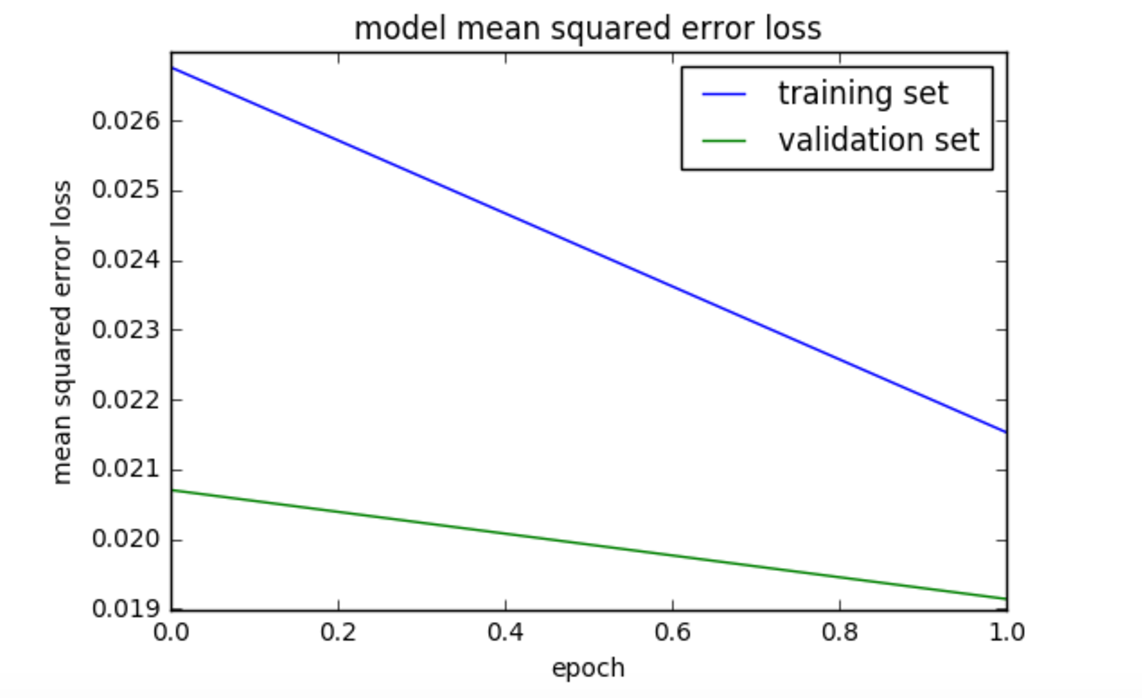 model mean squared error loss
training set
validation set
0.026
0.025
0.024
0.023
0.022
0.021
0.020
0.019
mean squared error loss
0.0 0.2 0.4 0.6 0.8 1.0
epoch